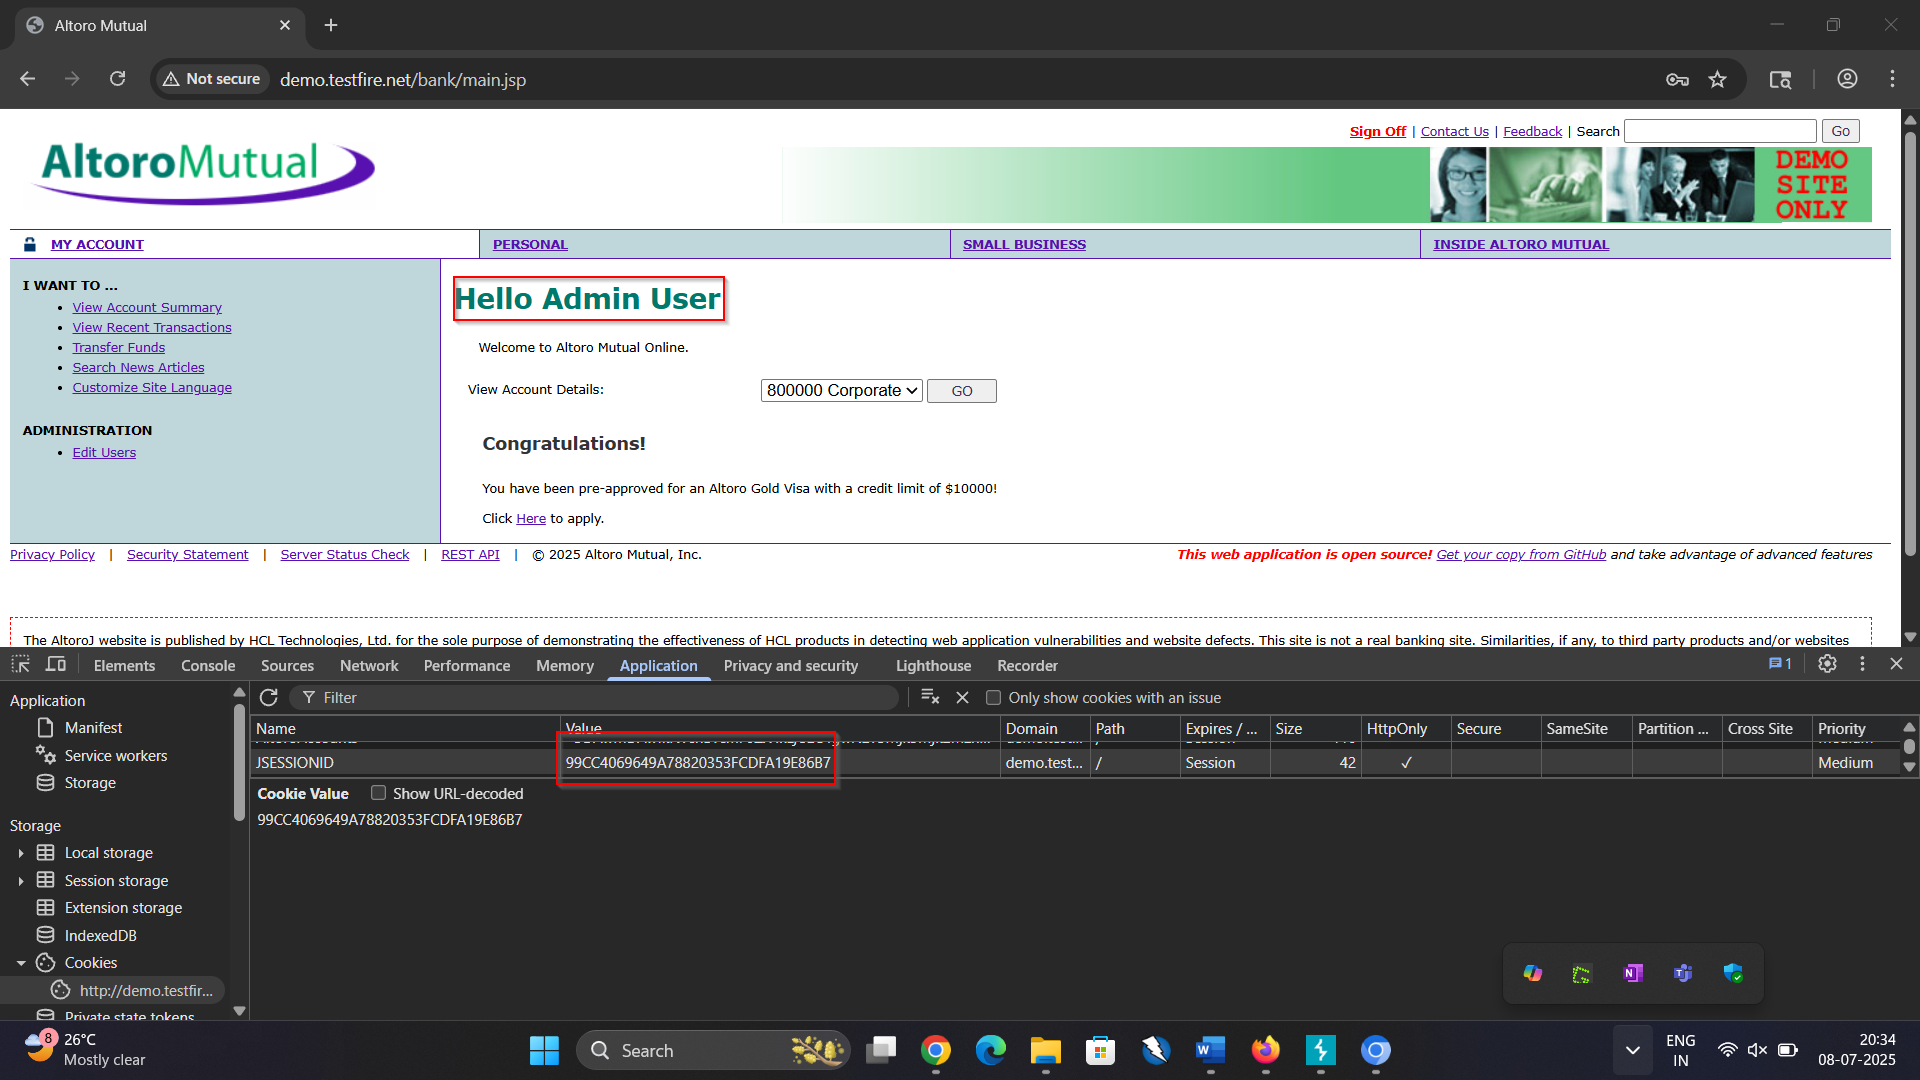 Altoro Mutual
Not secure
demo.testfire.net/bank/main.jsp
Sign Off | Contact Us | Feedback | Search
Go
AltoroMutual
DEMO
SITE
ONLY
MY ACCOUNT
PERSONAL
SMALL BUSINESS
INSIDE ALTORO MUTUAL
I WANT TO ...
• View Account Summary
• View Recent Transactions
• Transfer Funds
• Search News Articles
• Customize Site Language
ADMINISTRATION
• Edit Users
Hello Admin User
Welcome to Altoro Mutual Online.
View Account Details:
800000 Corporate
GO
Congratulations!
You have been pre-approved for an Altoro Gold Visa with a credit limit of $10000!
Click Here to apply.
Privacy Policy | Security Statement | Server Status Check | REST API | © 2025 Altoro Mutual, Inc.
This web application is open source! Get your copy from GitHub and take advantage of advanced features
The AltoroJ website is published by HCL Technologies, Ltd. for the sole purpose of demonstrating the effectiveness of HCL products in detecting web application vulnerabilities and website defects. This site is not a real banking site. Similarities, if any, to third party products and/or websites
Elements Console Sources Network Performance Memory Application Privacy and security Lighthouse Recorder
1
Application
Manifest
Service workers
Storage
Storage
Local storage
Session storage
Extension storage
IndexedDB
Cookies
http://demo.testfir...
Private state tokens
Filter
Only show cookies with an issue
Name Value Domain Path Expires / ... Size HttpOnly Secure SameSite Partition ... Cross Site Priority
JSESSIONID 99CC4069649A78820353FCDFA19E86B7 demo.test... / Session 42 ✓ Medium
Cookie Value Show URL-decoded
99CC4069649A78820353FCDFA19E86B7
8
26°C
Mostly clear
Search
ENG
IN
20:34
08-07-2025